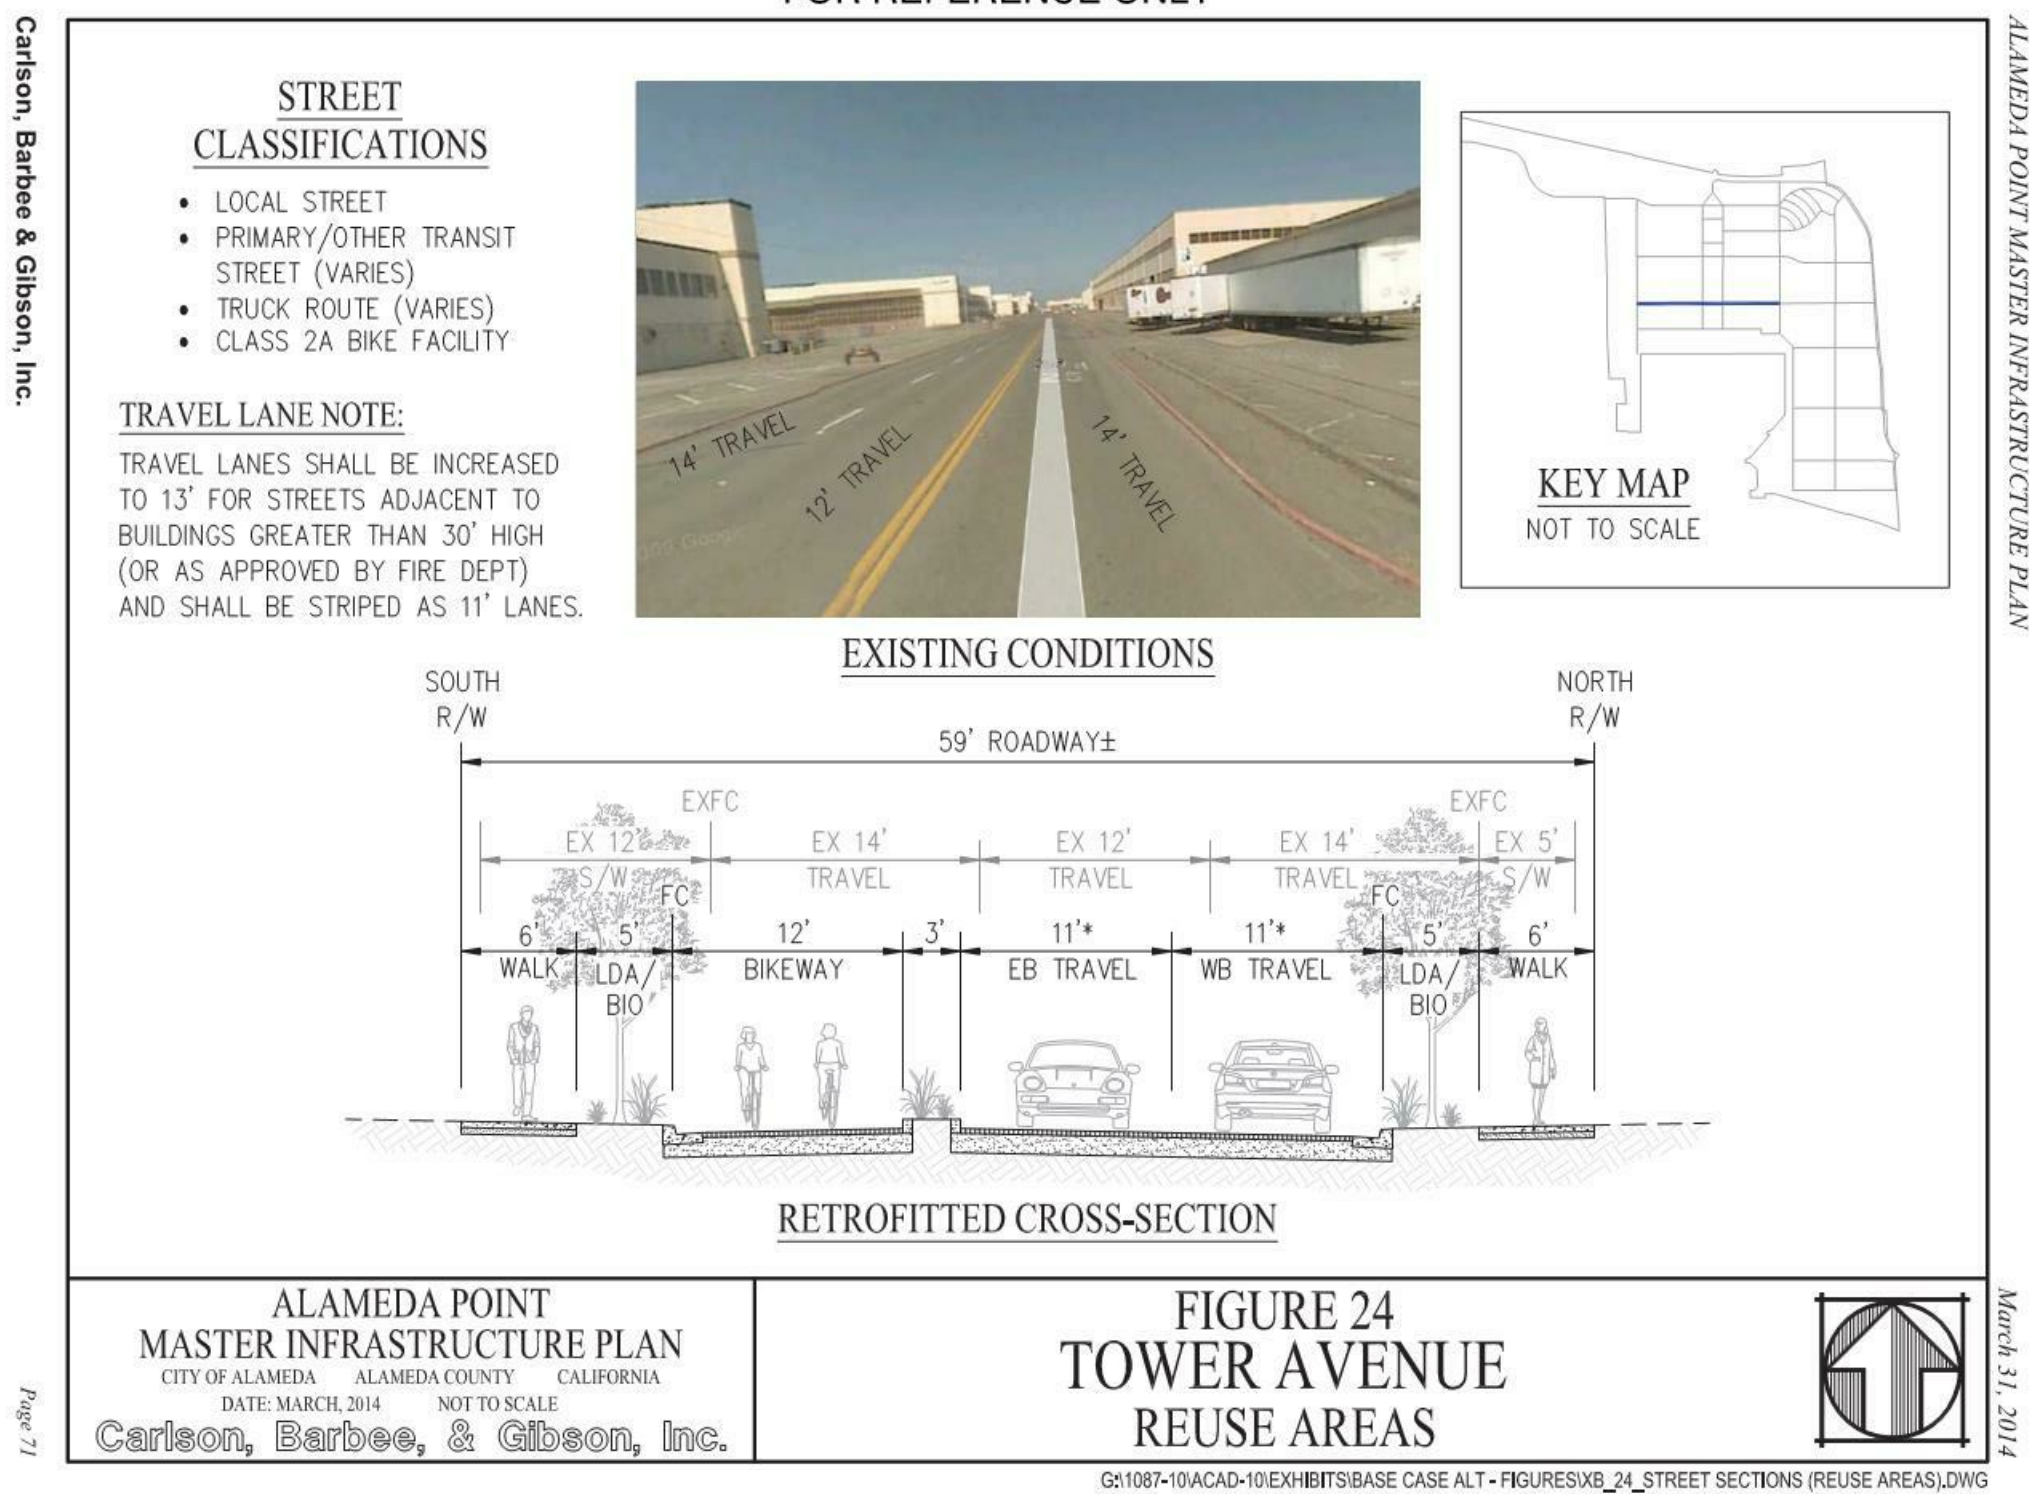 FOR REFERENCE ONLY
Carlson, Barbee & Gibson, Inc.
Page 71
ALAMEDA POINT MASTER INFRASTRUCTURE PLAN
March 31, 2014
STREET
CLASSIFICATIONS
• LOCAL STREET
• PRIMARY/OTHER TRANSIT
STREET (VARIES)
• TRUCK ROUTE (VARIES)
• CLASS 2A BIKE FACILITY
TRAVEL LANE NOTE:
TRAVEL LANES SHALL BE INCREASED
TO 13' FOR STREETS ADJACENT TO
BUILDINGS GREATER THAN 30' HIGH
(OR AS APPROVED BY FIRE DEPT)
AND SHALL BE STRIPED AS 11' LANES.
14' TRAVEL
12' TRAVEL
14' TRAVEL
Google
EXISTING CONDITIONS
KEY MAP
NOT TO SCALE
SOUTH
R/W
NORTH
R/W
59' ROADWAY±
EXFC
EXFC
EX 12'
S/W
EX 14'
TRAVEL
EX 12'
TRAVEL
EX 14'
TRAVEL
EX 5'
S/W
FC
FC
6'
WALK
5'
LDA/
BIO
12'
BIKEWAY
3'
11'*
EB TRAVEL
11'*
WB TRAVEL
5'
LDA/
BIO
6'
WALK
RETROFITTED CROSS-SECTION
ALAMEDA POINT
MASTER INFRASTRUCTURE PLAN
CITY OF ALAMEDA ALAMEDA COUNTY CALIFORNIA
DATE: MARCH, 2014 NOT TO SCALE
Carlson, Barbee, & Gibson, Inc.
FIGURE 24
TOWER AVENUE
REUSE AREAS
G:\1087-10\ACAD-10\EXHIBITS\BASE CASE ALT - FIGURES\XB_24_STREET SECTIONS (REUSE AREAS).DWG